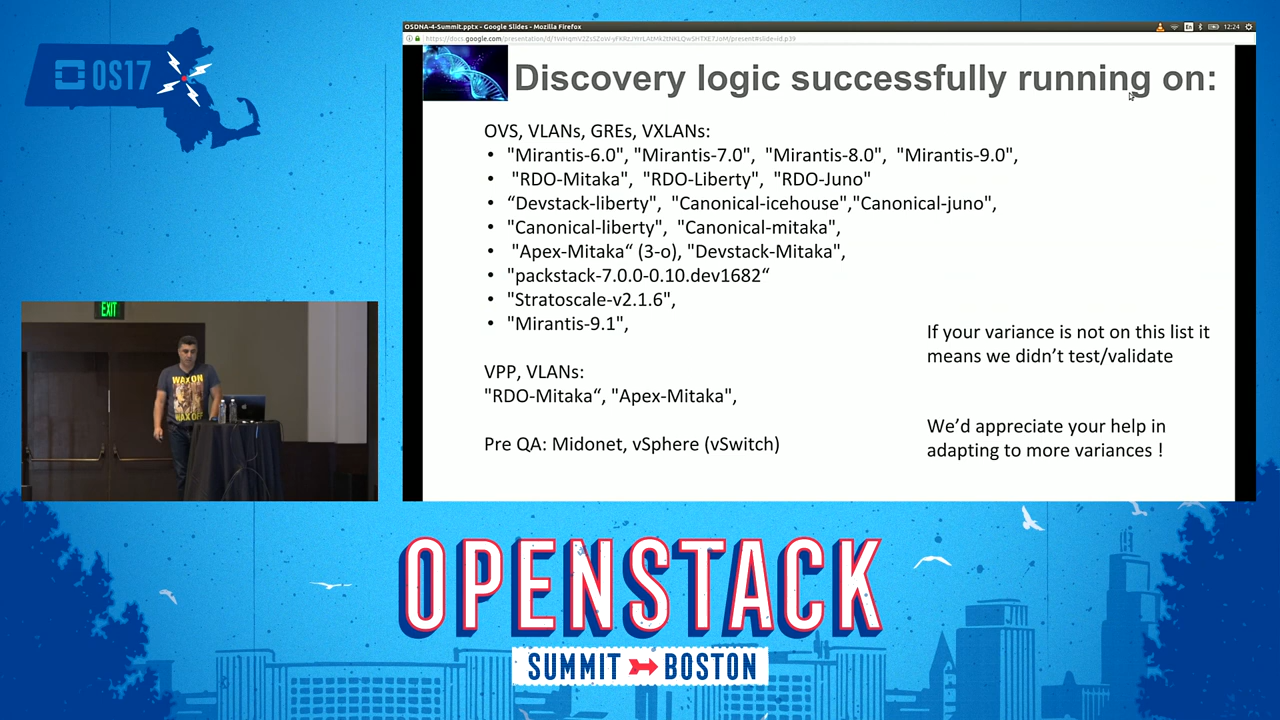 OS17
OSDNA-4-Summit.pptx - Google Slides - Mozilla Firefox
En
12:24
Discovery logic successfully running on:
OVS, VLANs, GREs, VXLANs:
• "Mirantis-6.0", "Mirantis-7.0", "Mirantis-8.0", "Mirantis-9.0",
• "RDO-Mitaka", "RDO-Liberty", "RDO-Juno"
• “Devstack-liberty", "Canonical-icehouse","Canonical-juno",
• "Canonical-liberty", "Canonical-mitaka",
• "Apex-Mitaka“ (3-o), "Devstack-Mitaka",
• "packstack-7.0.0-0.10.dev1682“
• "Stratoscale-v2.1.6",
• "Mirantis-9.1",
VPP, VLANs:
"RDO-Mitaka“, "Apex-Mitaka",
Pre QA: Midonet, vSphere (vSwitch)
If your variance is not on this list it
means we didn’t test/validate
We’d appreciate your help in
adapting to more variances !
EXIT
WAX ON
WAX OFF
OPENSTACK
SUMMIT BOSTON